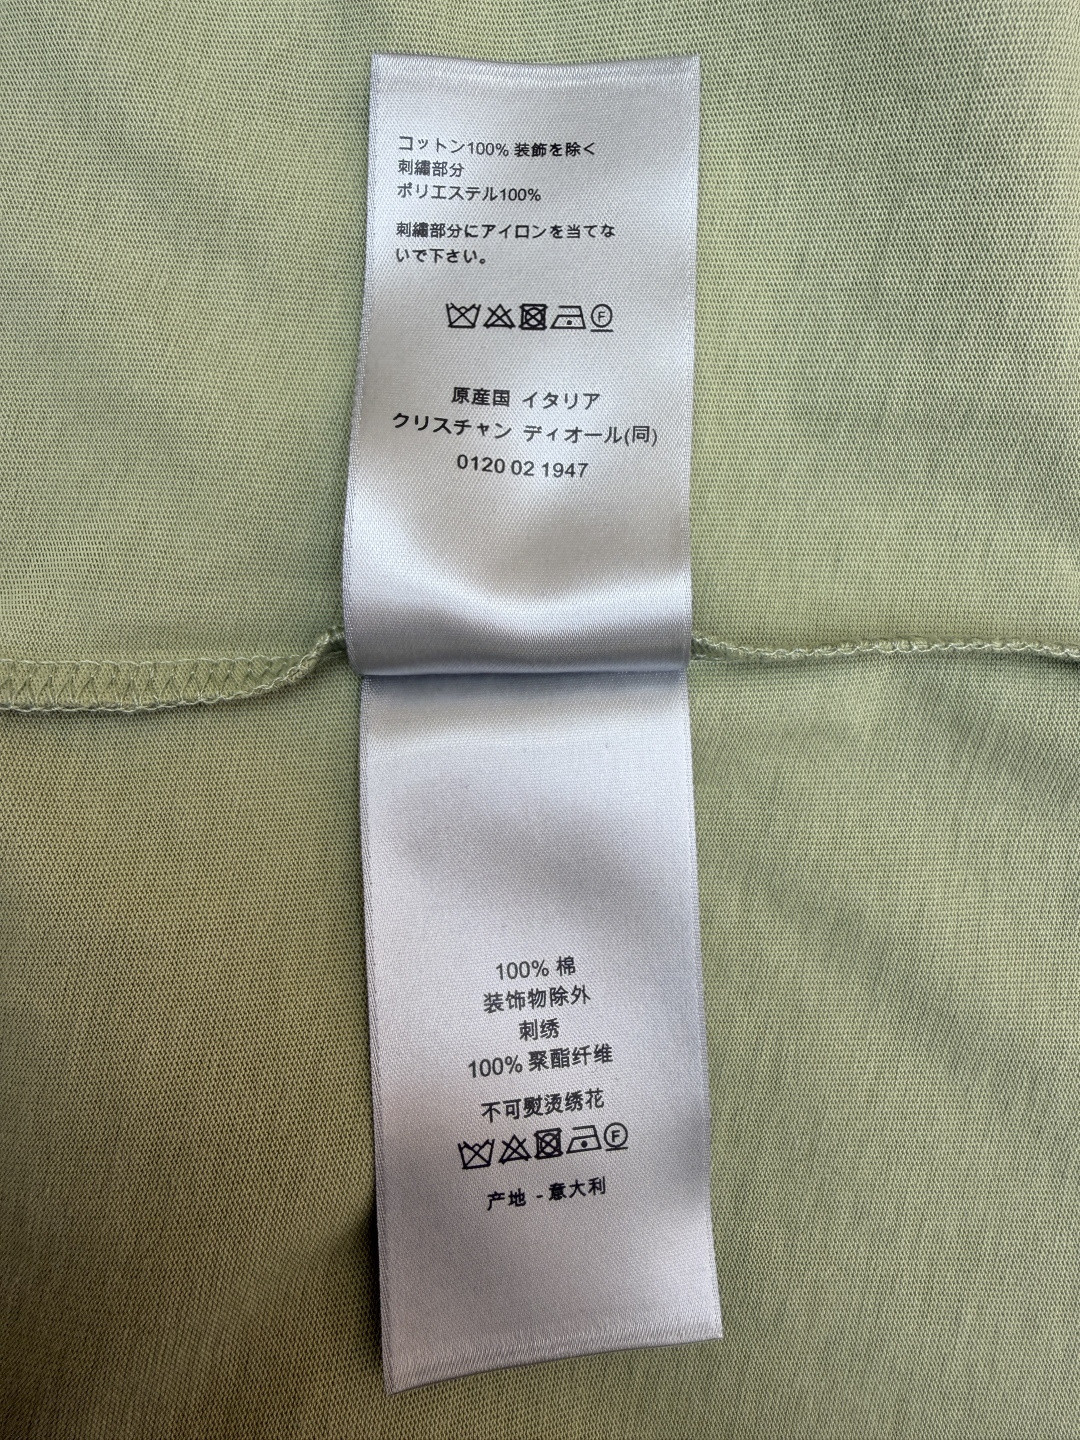 コットン100% 装飾を除く
刺繍部分
ポリエステル100%
刺繍部分にアイロンを当てな
いで下さい。
F
原産国 イタリア
クリスチャン ディオール(同)
0120 02 1947
100% 棉
装饰物除外
刺绣
100% 聚酯纤维
不可熨烫绣花
F
产地 - 意大利